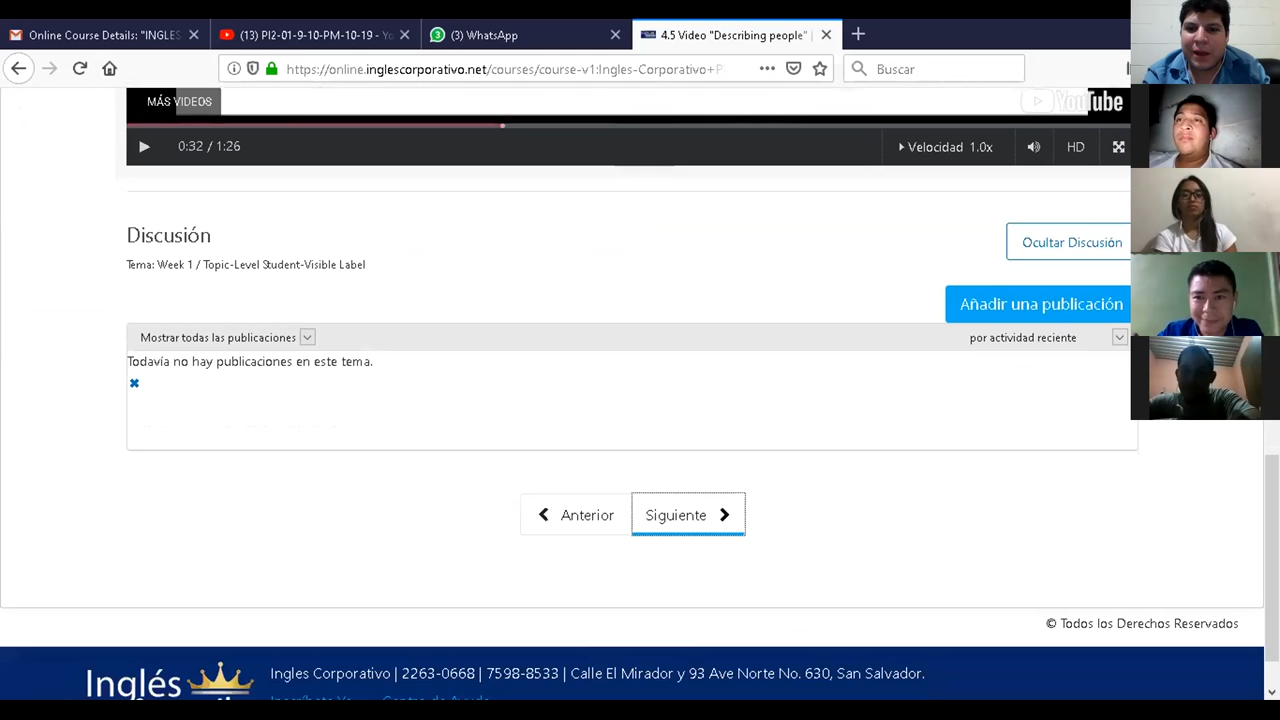 Online Course Details: "INGLES
(13) PI2-01-9-10-PM-10-19 - Yo
(3) WhatsApp
4.5 Video "Describing people" |
https://online.inglescorporativo.net/courses/course-v1:Ingles-Corporativo+P
Buscar
MÁS VIDEOS
YouTube
0:32 / 1:26
Velocidad 1.0x
HD
Discusión
Ocultar Discusión
Tema: Week 1 / Topic-Level Student-Visible Label
Añadir una publicación
Mostrar todas las publicaciones
por actividad reciente
Todavía no hay publicaciones en este tema.
Anterior
Siguiente
© Todos los Derechos Reservados
Inglés
Ingles Corporativo | 2263-0668 | 7598-8533 | Calle El Mirador y 93 Ave Norte No. 630, San Salvador.